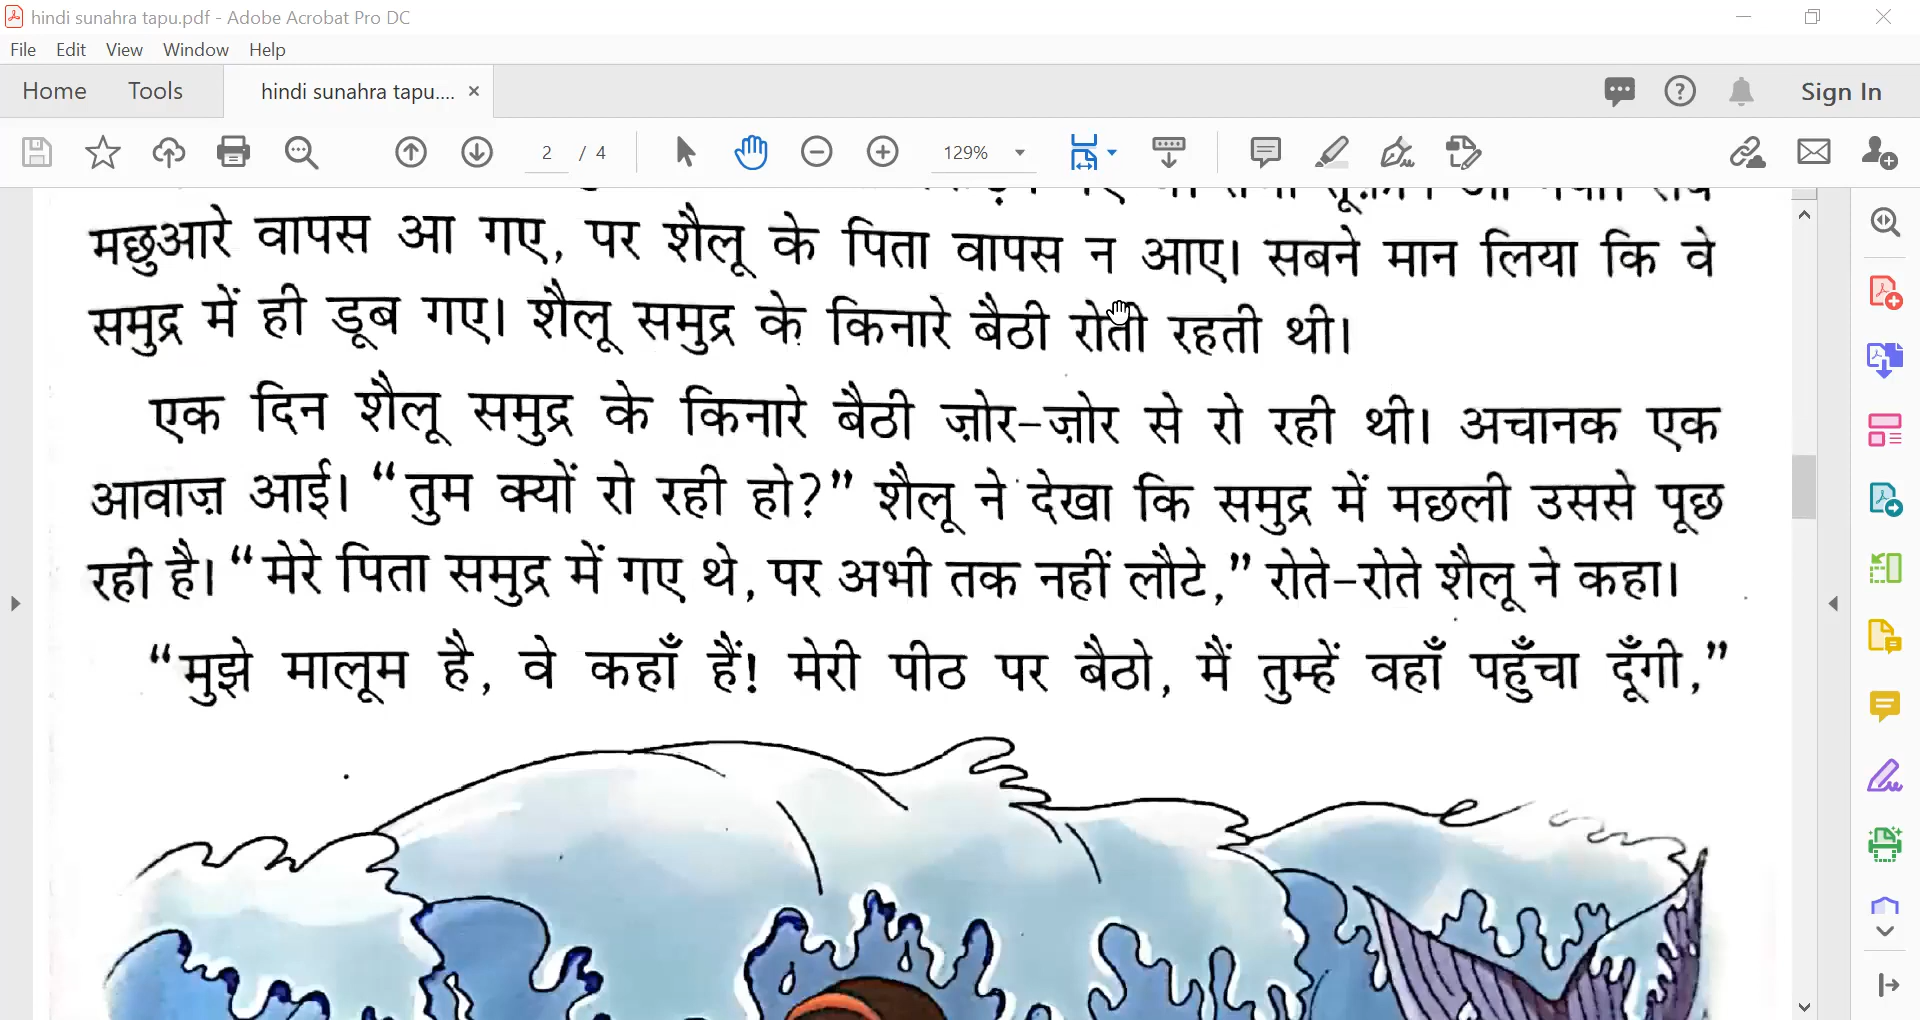 hindi sunahra tapu.pdf - Adobe Acrobat Pro DC
File Edit View Window Help
Home Tools hindi sunahra tapu.... × Sign In
2 / 4 129%
मछुआरे वापस आ गए, पर शैलू के पिता वापस न आए। सबने मान लिया कि वे
समुद्र में ही डूब गए। शैलू समुद्र के किनारे बैठी रोती रहती थी।
एक दिन शैलू समुद्र के किनारे बैठी ज़ोर-ज़ोर से रो रही थी। अचानक एक
आवाज़ आई। “तुम क्यों रो रही हो?” शैलू ने देखा कि समुद्र में मछली उससे पूछ
रही है। “मेरे पिता समुद्र में गए थे, पर अभी तक नहीं लौटे,” रोते-रोते शैलू ने कहा।
“मुझे मालूम है, वे कहाँ हैं! मेरी पीठ पर बैठो, मैं तुम्हें वहाँ पहुँचा दूँगी,”